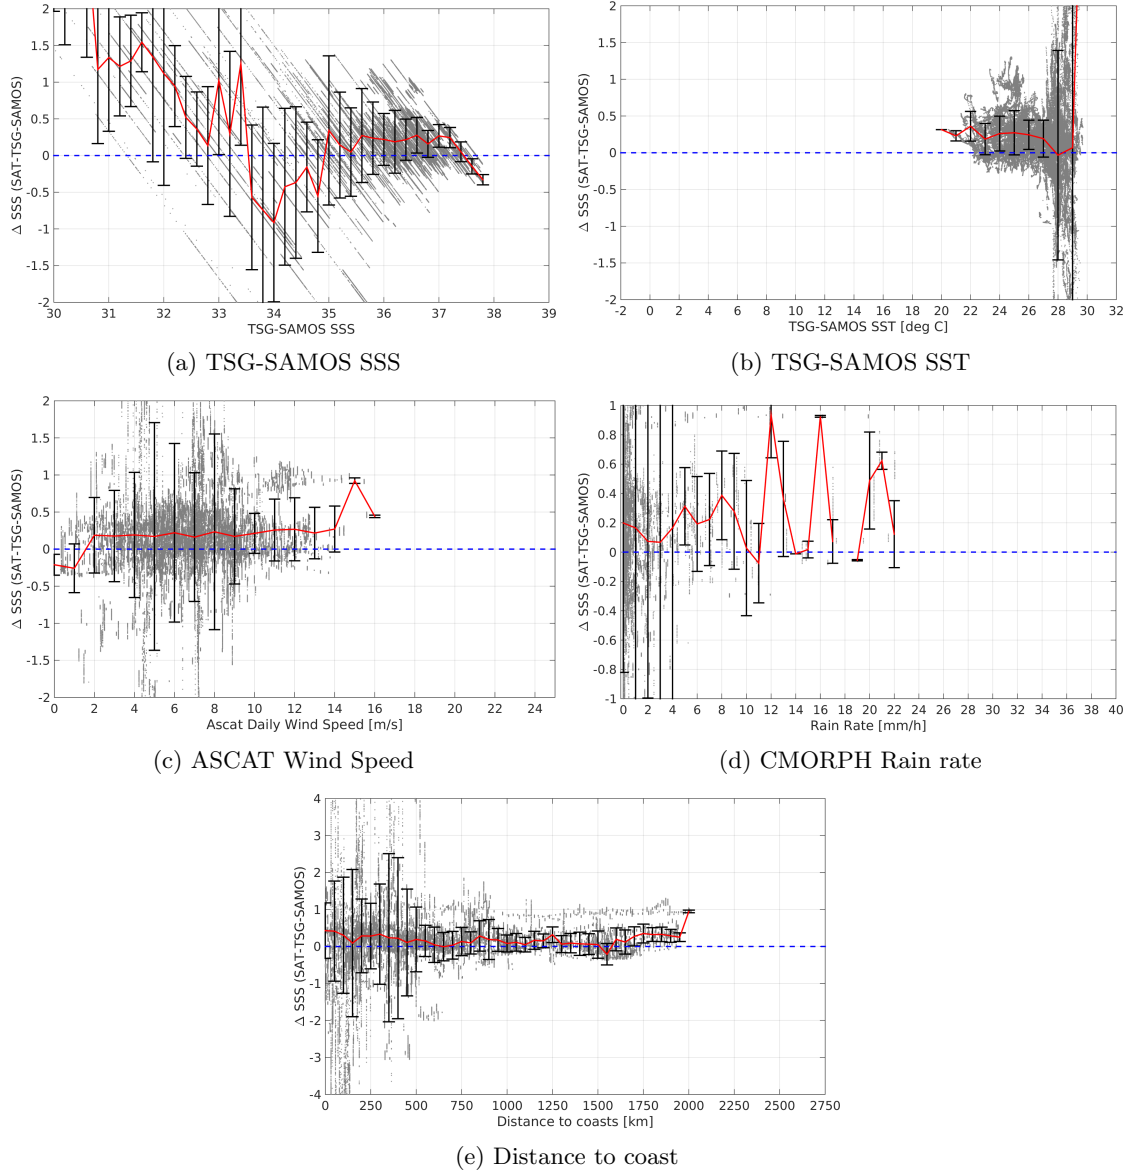 Δ SSS (SAT-TSG-SAMOS)
2
1.5
1
0.5
0
-0.5
-1
-1.5
-2
30 31 32 33 34 35 36 37 38 39
TSG-SAMOS SSS
(a) TSG-SAMOS SSS
Δ SSS (SAT-TSG-SAMOS)
2
1.5
1
0.5
0
-0.5
-1
-1.5
-2
-2 0 2 4 6 8 10 12 14 16 18 20 22 24 26 28 30 32
TSG-SAMOS SST [deg C]
(b) TSG-SAMOS SST
Δ SSS (SAT-TSG-SAMOS)
2
1.5
1
0.5
0
-0.5
-1
-1.5
-2
0 2 4 6 8 10 12 14 16 18 20 22 24
Ascat Daily Wind Speed [m/s]
(c) ASCAT Wind Speed
Δ SSS (SAT-TSG-SAMOS)
1
0.8
0.6
0.4
0.2
0
-0.2
-0.4
-0.6
-0.8
-1
0 2 4 6 8 10 12 14 16 18 20 22 24 26 28 30 32 34 36 38 40
Rain Rate [mm/h]
(d) CMORPH Rain rate
Δ SSS (SAT-TSG-SAMOS)
4
3
2
1
0
-1
-2
-3
-4
0 250 500 750 1000 1250 1500 1750 2000 2250 2500 2750
Distance to coasts [km]
(e) Distance to coast